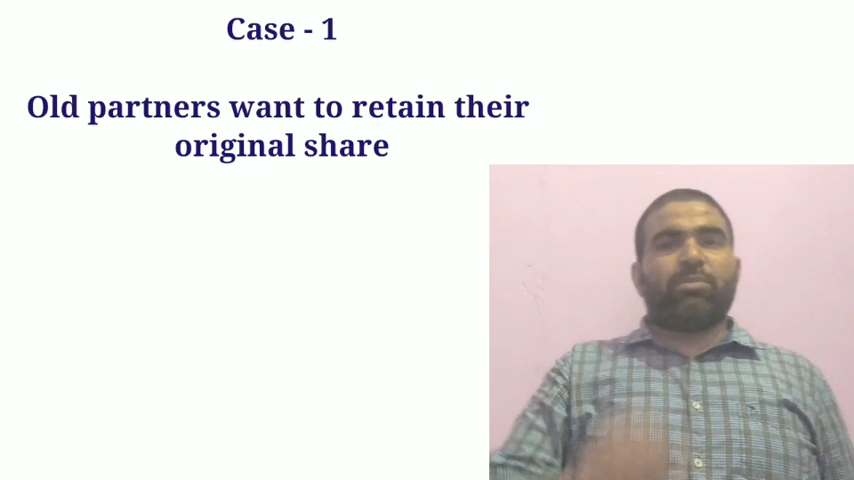 Case - 1
Old partners want to retain their
original share